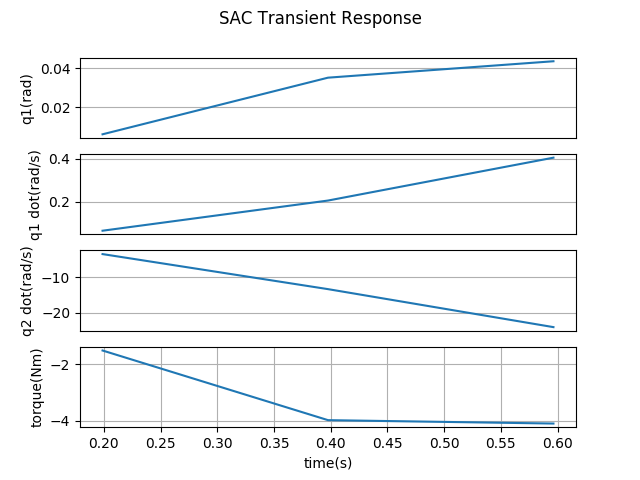 SAC Transient Response
q1(rad)
0.04
0.02
q1 dot(rad/s)
0.4
0.2
q2 dot(rad/s)
−10
−20
torque(Nm)
−2
−4
0.20 0.25 0.30 0.35 0.40 0.45 0.50 0.55 0.60
time(s)